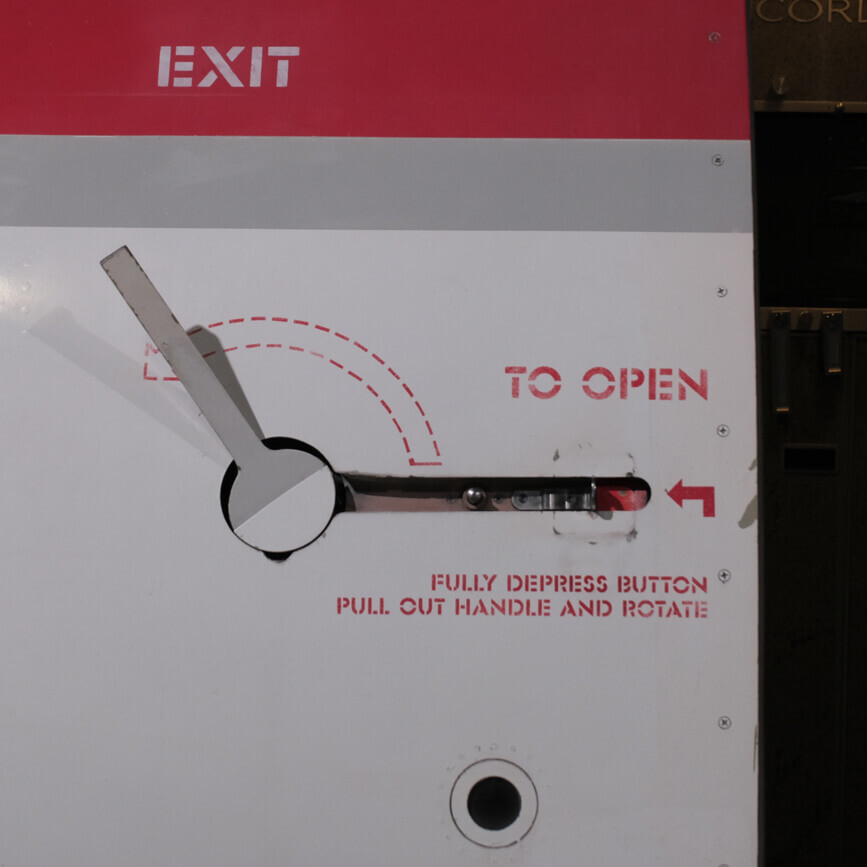 EXIT
TO OPEN
FULLY DEPRESS BUTTON
PULL OUT HANDLE AND ROTATE